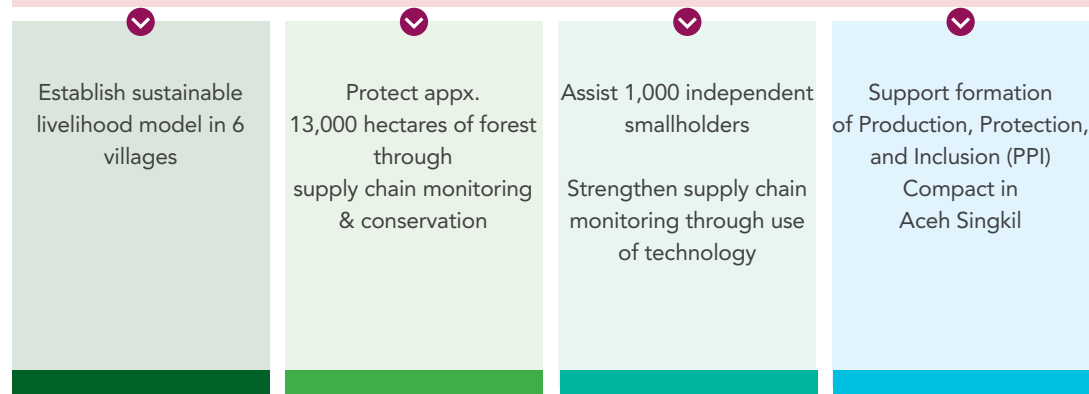 Establish sustainable
livelihood model in 6
villages
Protect appx.
13,000 hectares of forest
through
supply chain monitoring
& conservation
Assist 1,000 independent
smallholders
Strengthen supply chain
monitoring through use
of technology
Support formation
of Production, Protection,
and Inclusion (PPI)
Compact in
Aceh Singkil